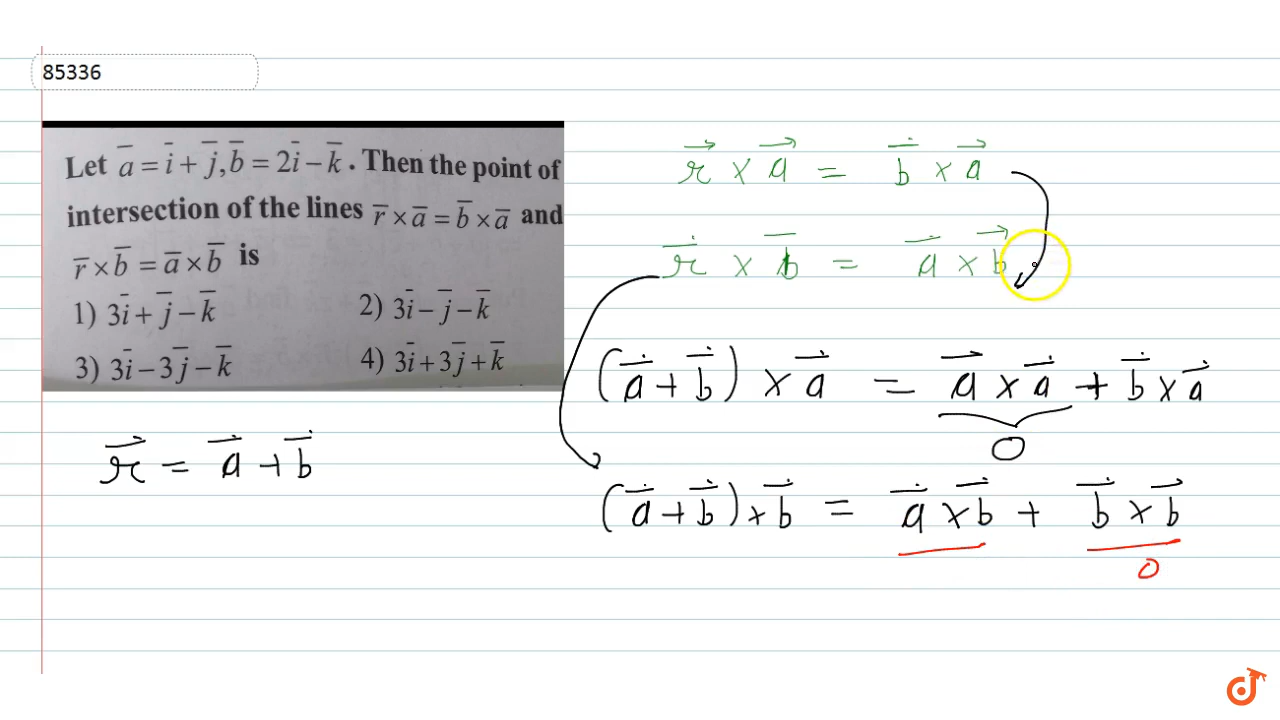 85336
Let a̅ = i̅ + j̅, b̅ = 2i̅ − k̅. Then the point of
intersection of the lines r̅ × a̅ = b̅ × a̅ and
r̅ × b̅ = a̅ × b̅ is
1) 3i̅ + j̅ − k̅ 2) 3i̅ − j̅ − k̅
3) 3i̅ − 3j̅ − k̅ 4) 3i̅ + 3j̅ + k̅
r⃗ = a⃗ + b⃗
r⃗ × a⃗ = b⃗ × a⃗
r⃗ × b⃗ = a⃗ × b⃗
(a⃗ + b⃗) × a⃗ = a⃗ × a⃗ + b⃗ × a⃗
0
(a⃗ + b⃗) × b⃗ = a⃗ × b⃗ + b⃗ × b⃗
0